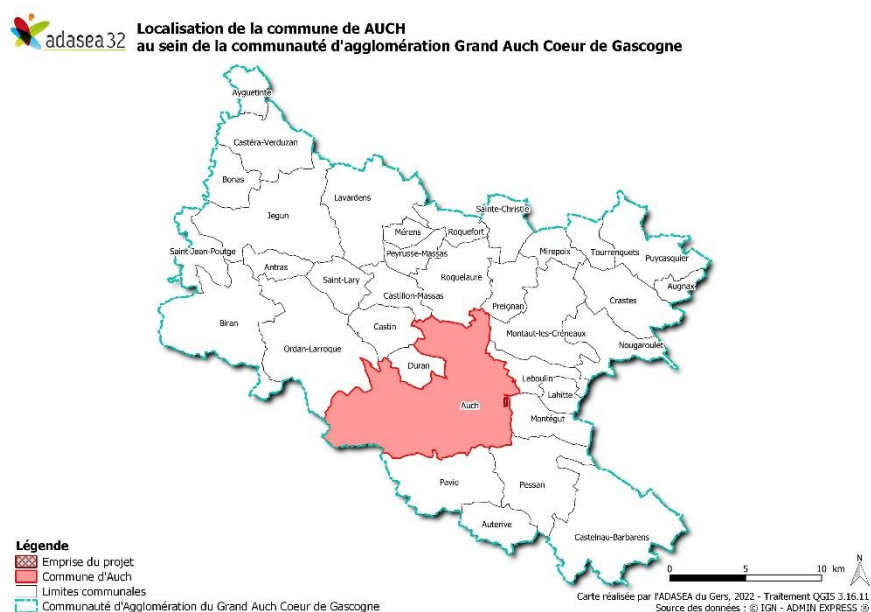 adasea32
Localisation de la commune de AUCH
au sein de la communauté d'agglomération Grand Auch Coeur de Gascogne
Ayguetinte
Castéra-Verduzan
Bonas
Lavardens
Jegun
Sainte-Christie
Mérens
Roquefort
Saint-Jean-Poutge
Peyrusse-Massas
Mirepoix
Tourrenquets
Puycasquier
Antras
Saint-Lary
Roquelaure
Augnax
Castillon-Massas
Preignan
Crastes
Biran
Castin
Montaut-les-Créneaux
Ordan-Larroque
Nougaroulet
Duran
Leboulin
Lahitte
Auch
Montégut
Pavie
Pessan
Auterive
Castelnau-Barbarens
Légende
Emprise du projet
Commune d'Auch
Limites communales
Communauté d'Agglomération du Grand Auch Coeur de Gascogne
0 5 10 km
N
Carte réalisée par l'ADASEA du Gers, 2022 - Traitement QGIS 3.16.11
Source des données : © IGN - ADMIN EXPRESS ®